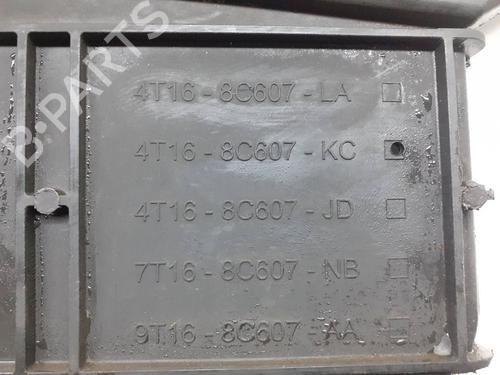 B-PARTS
4T16 - 8C607 - LA
4T16 - 8C607 - KC
4T16 - 8C607 - JD
7T16 - 8C607 - NB
9T16 - 8C607 - AA